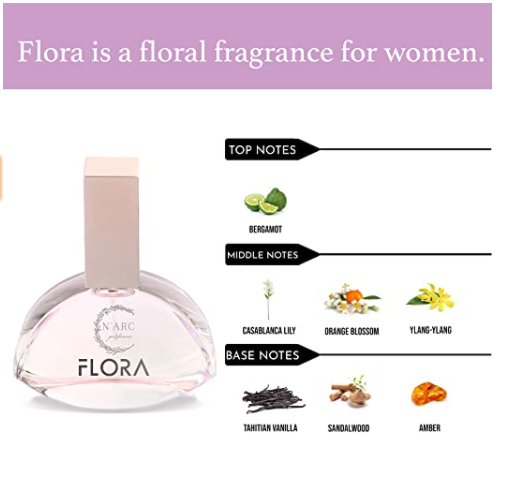 Flora is a floral fragrance for women.
TOP NOTES
BERGAMOT
MIDDLE NOTES
CASABLANCA LILY
ORANGE BLOSSOM
YLANG-YLANG
N'ARC
FLORA
BASE NOTES
TAHITIAN VANILLA
SANDALWOOD
AMBER